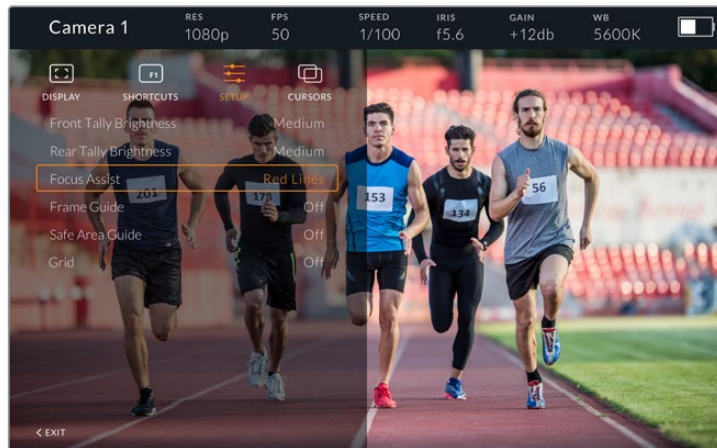 Camera 1
RES FPS SPEED IRIS GAIN WB
1080p 50 1/100 f5.6 +12db 5600K
F1
DISPLAY SHORTCUTS SETUP CURSORS
Front Tally Brightness Medium
Rear Tally Brightness Medium
Focus Assist Red Lines
Frame Guide Off
Safe Area Guide Off
Grid Off
201
178
153
134
56
< EXIT